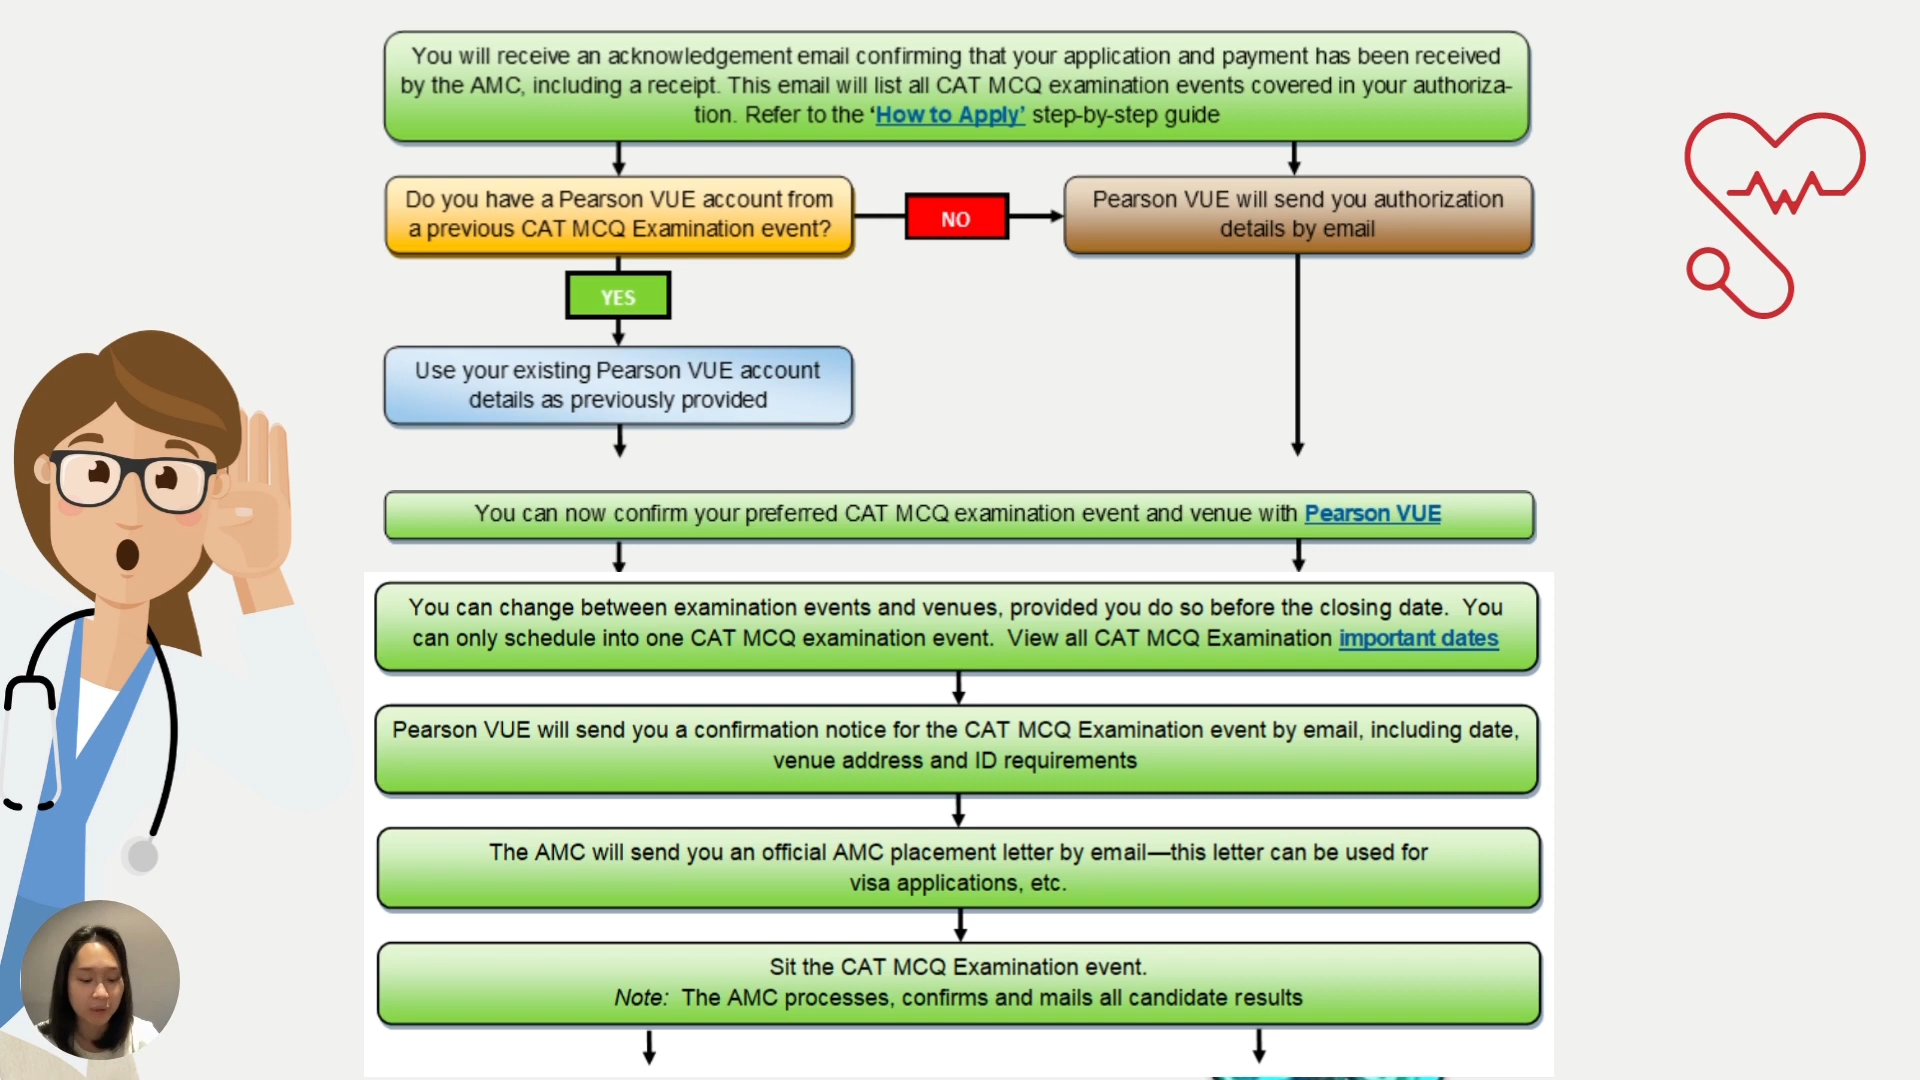 You will receive an acknowledgement email confirming that your application and payment has been received
by the AMC, including a receipt. This email will list all CAT MCQ examination events covered in your authoriza-
tion. Refer to the ‘How to Apply’ step-by-step guide
Do you have a Pearson VUE account from
a previous CAT MCQ Examination event?
NO
Pearson VUE will send you authorization
details by email
YES
Use your existing Pearson VUE account
details as previously provided
You can now confirm your preferred CAT MCQ examination event and venue with Pearson VUE
You can change between examination events and venues, provided you do so before the closing date. You
can only schedule into one CAT MCQ examination event. View all CAT MCQ Examination important dates
Pearson VUE will send you a confirmation notice for the CAT MCQ Examination event by email, including date,
venue address and ID requirements
The AMC will send you an official AMC placement letter by email—this letter can be used for
visa applications, etc.
Sit the CAT MCQ Examination event.
Note: The AMC processes, confirms and mails all candidate results